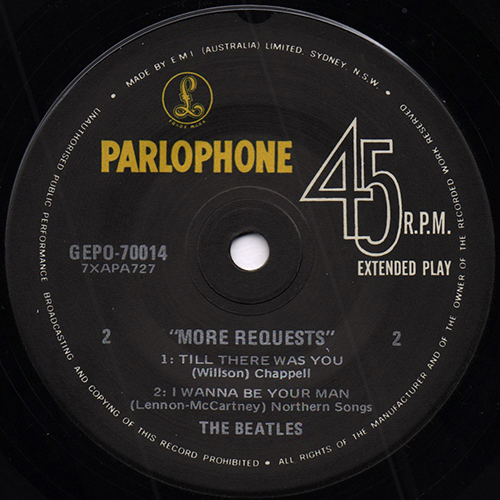 MADE BY E.M I (AUSTRALIA) LIMITED, SYDNEY, N.S.W. •
UNAUTHORISED PUBLIC PERFORMANCE BROADCASTING AND COPYING OF THIS RECORD PROHIBITED • ALL RIGHTS OF THE MANUFACTURER AND OF THE OWNER OF THE RECORDED WORK RESERVED
£
TRADE MARK
PARLOPHONE
45
R.P.M.
EXTENDED PLAY
GEPO-70014
7XAPA727
2 "MORE REQUESTS" 2
1: TILL THERE WAS YOU
(Willson) Chappell
2: I WANNA BE YOUR MAN
(Lennon-McCartney) Northern Songs
THE BEATLES